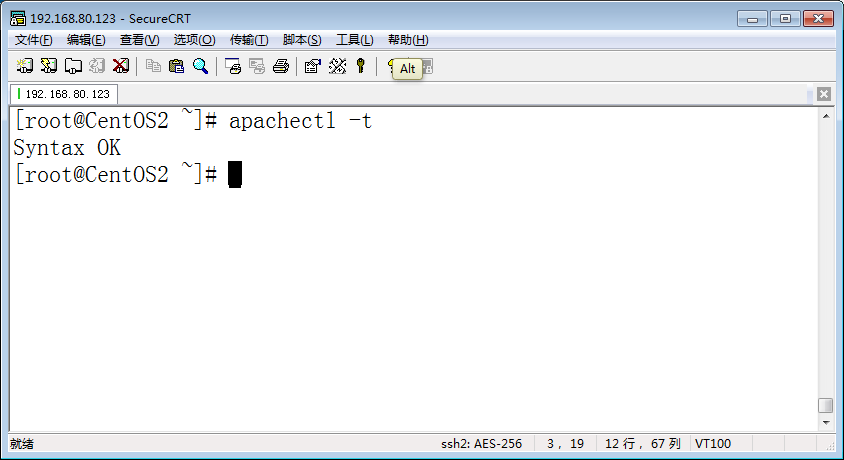 192.168.80.123 - SecureCRT
文件(F) 编辑(E) 查看(V) 选项(O) 传输(T) 脚本(S) 工具(L) 帮助(H)
Alt
192.168.80.123
[root@CentOS2 ~]# apachectl -t
Syntax OK
[root@CentOS2 ~]#
就绪 ssh2: AES-256 3, 19 12 行, 67 列 VT100